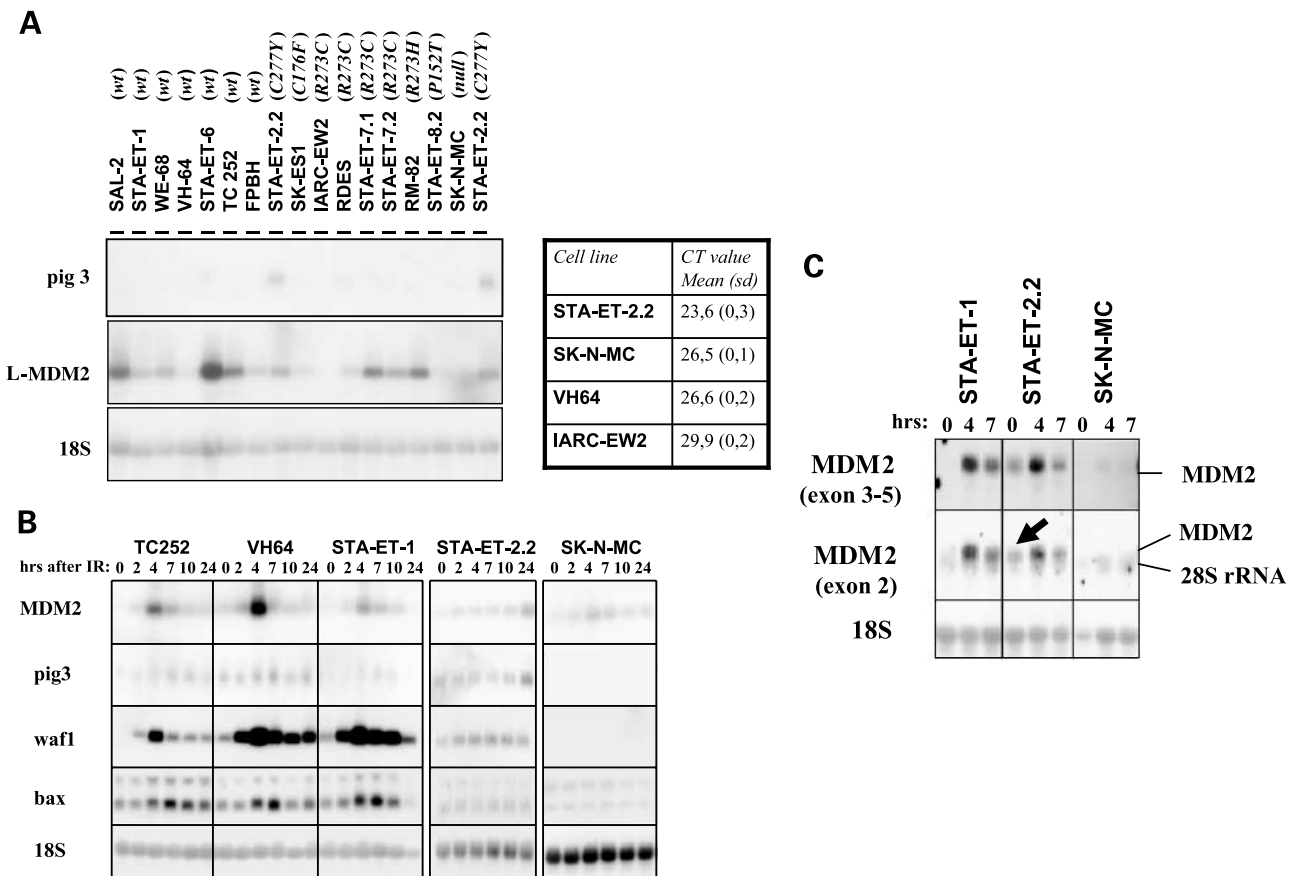 A
(wt) (wt) (wt) (wt) (wt) (wt) (wt) (C277Y) (C176F) (R273C) (R273C) (R273C) (R273C) (R273H) (P152T) (null) (C277Y)
SAL-2 STA-ET-1 WE-68 VH-64 STA-ET-6 TC 252 FPBH STA-ET-2.2 SK-ES1 IARC-EW2 RDES STA-ET-7.1 STA-ET-7.2 RM-82 STA-ET-8.2 SK-N-MC STA-ET-2.2
pig 3
L-MDM2
18S
Cell line CT value
Mean (sd)
STA-ET-2.2 23,6 (0,3)
SK-N-MC 26,5 (0,1)
VH64 26,6 (0,2)
IARC-EW2 29,9 (0,2)
B
TC252 VH64 STA-ET-1 STA-ET-2.2 SK-N-MC
hrs after IR: 0 2 4 7 10 24 0 2 4 7 10 24 0 2 4 7 10 24 0 2 4 7 10 24 0 2 4 7 10 24
MDM2
pig3
waf1
bax
18S
C
STA-ET-1 STA-ET-2.2 SK-N-MC
hrs: 0 4 7 0 4 7 0 4 7
MDM2
(exon 3-5)
MDM2
MDM2
(exon 2)
MDM2
28S rRNA
18S